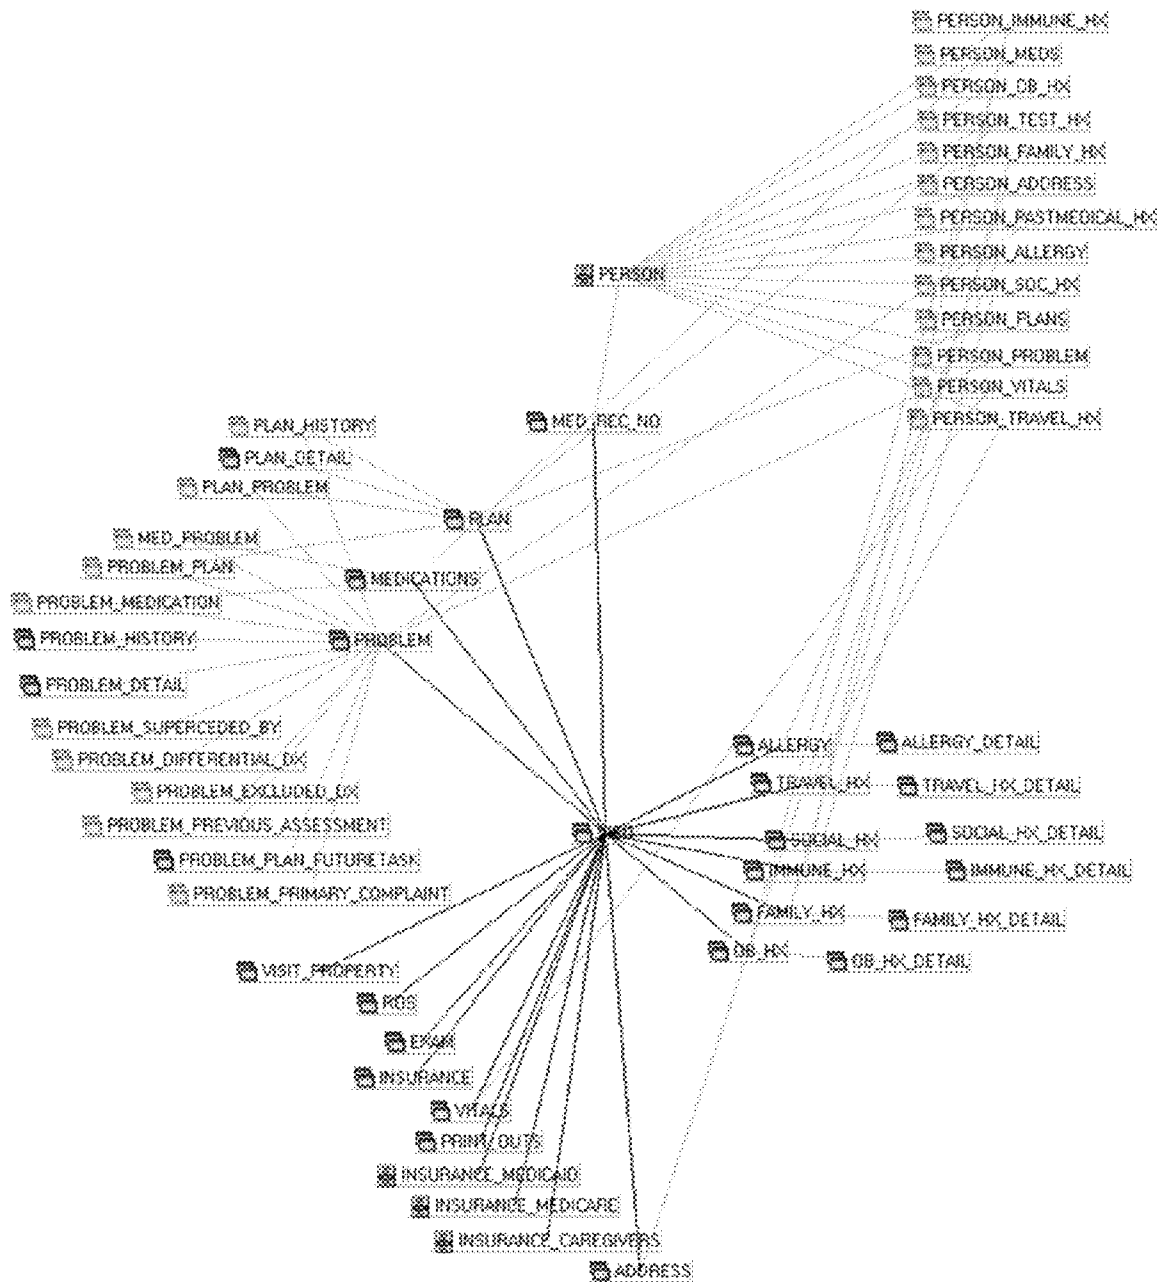 PERSON_IMMUNE_HX
PERSON_MEDS
PERSON_OB_HX
PERSON_TEST_HX
PERSON_FAMILY_HX
PERSON_ADDRESS
PERSON_PASTMEDICAL_HX
PERSON_ALLERGY
PERSON
PERSON_SOC_HX
PERSON_PLANS
PERSON_PROBLEM
PERSON_VITALS
PERSON_TRAVEL_HX
MED_REC_NO
PLAN_HISTORY
PLAN_DETAIL
PLAN_PROBLEM
PLAN
MED_PROBLEM
PROBLEM_PLAN
MEDICATIONS
PROBLEM_MEDICATION
PROBLEM_HISTORY
PROBLEM
PROBLEM_DETAIL
PROBLEM_SUPERCEDED_BY
PROBLEM_DIFFERENTIAL_DX
PROBLEM_EXCLUDED_DX
PROBLEM_PREVIOUS_ASSESSMENT
PROBLEM_PLAN_FUTURETASK
PROBLEM_PRIMARY_COMPLAINT
ALLERGY
ALLERGY_DETAIL
TRAVEL_HX
TRAVEL_HX_DETAIL
SOCIAL_HX
SOCIAL_HX_DETAIL
IMMUNE_HX
IMMUNE_HX_DETAIL
FAMILY_HX
FAMILY_HX_DETAIL
OB_HX
OB_HX_DETAIL
VISIT_PROPERTY
ROS
EXAM
INSURANCE
VITALS
PRINT_OUTS
INSURANCE_MEDICAID
INSURANCE_MEDICARE
INSURANCE_CAREGIVERS
ADDRESS